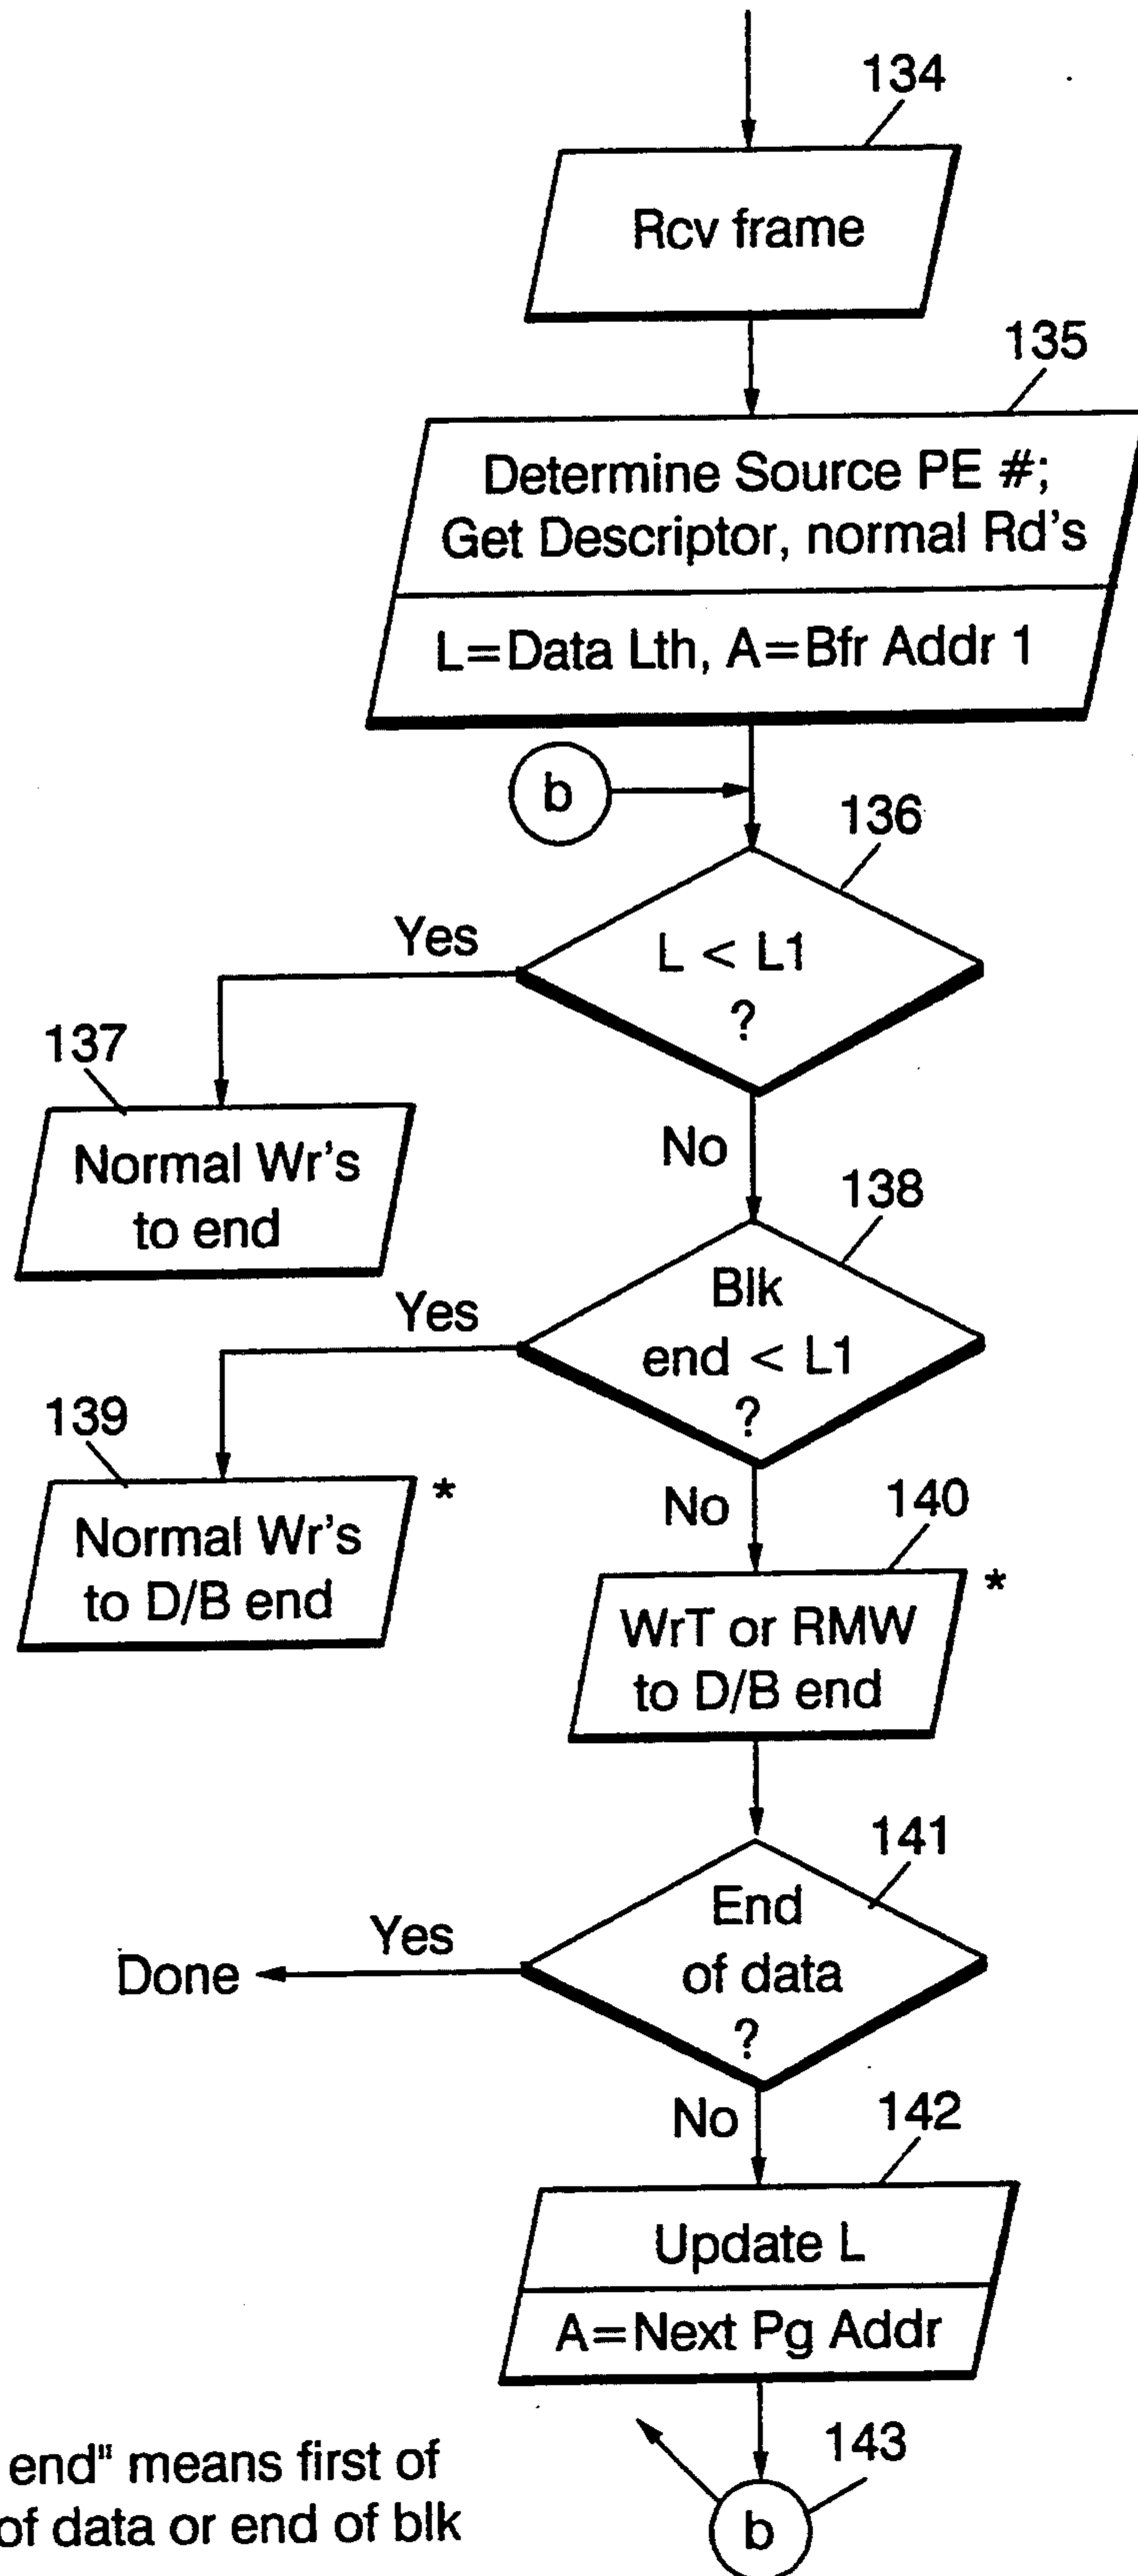 134
Rcv frame
135
Determine Source PE #;
Get Descriptor, normal Rd's
L=Data Lth, A=Bfr Addr 1
b
136
L < L1
?
Yes
137
Normal Wr's
to end
No
138
Blk
end < L1
?
Yes
139
Normal Wr's
to D/B end
*
No
140
WrT or RMW
to D/B end
*
141
End
of data
?
Yes
Done
No
142
Update L
A=Next Pg Addr
143
b
end" means first of
of data or end of blk